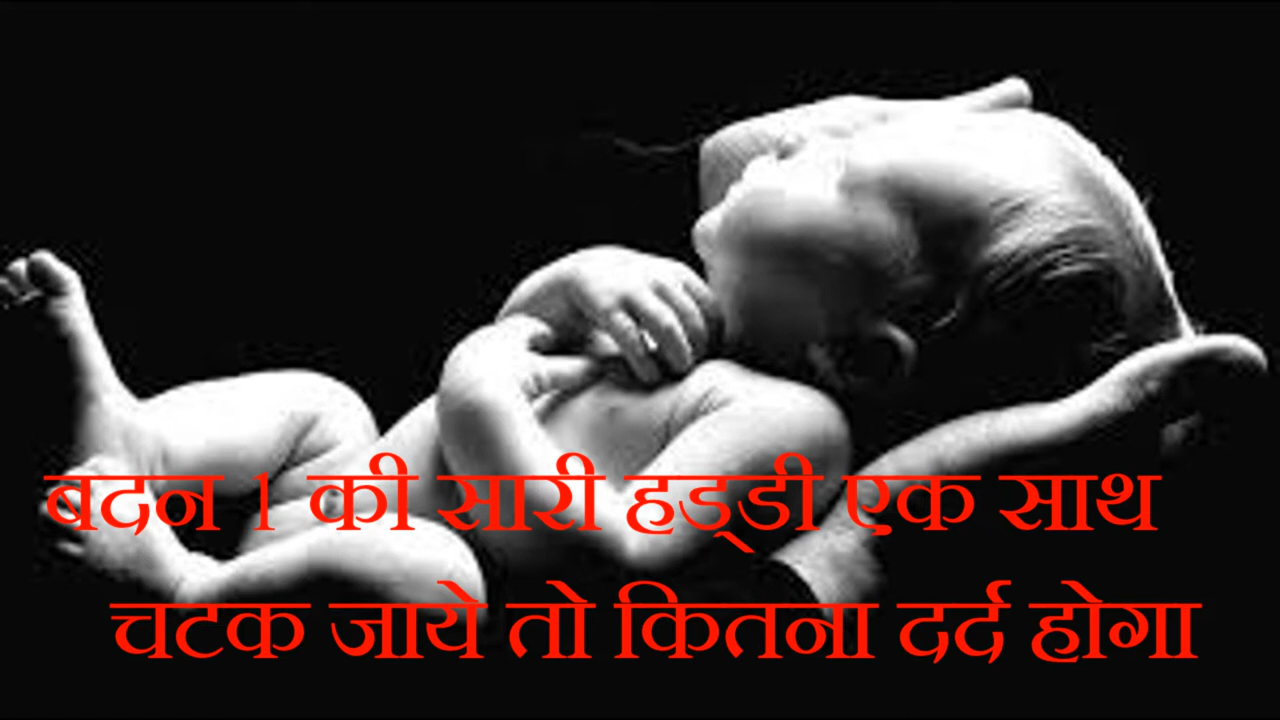 बदन 1 की सारी हड्डी एक साथ
चटक जाये तो कितना दर्द होगा